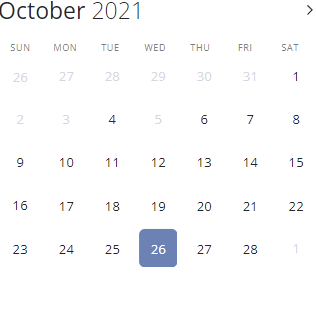 October 2021
SUN MON TUE WED THU FRI SAT
26 27 28 29 30 31 1
2 3 4 5 6 7 8
9 10 11 12 13 14 15
16 17 18 19 20 21 22
23 24 25 26 27 28 1